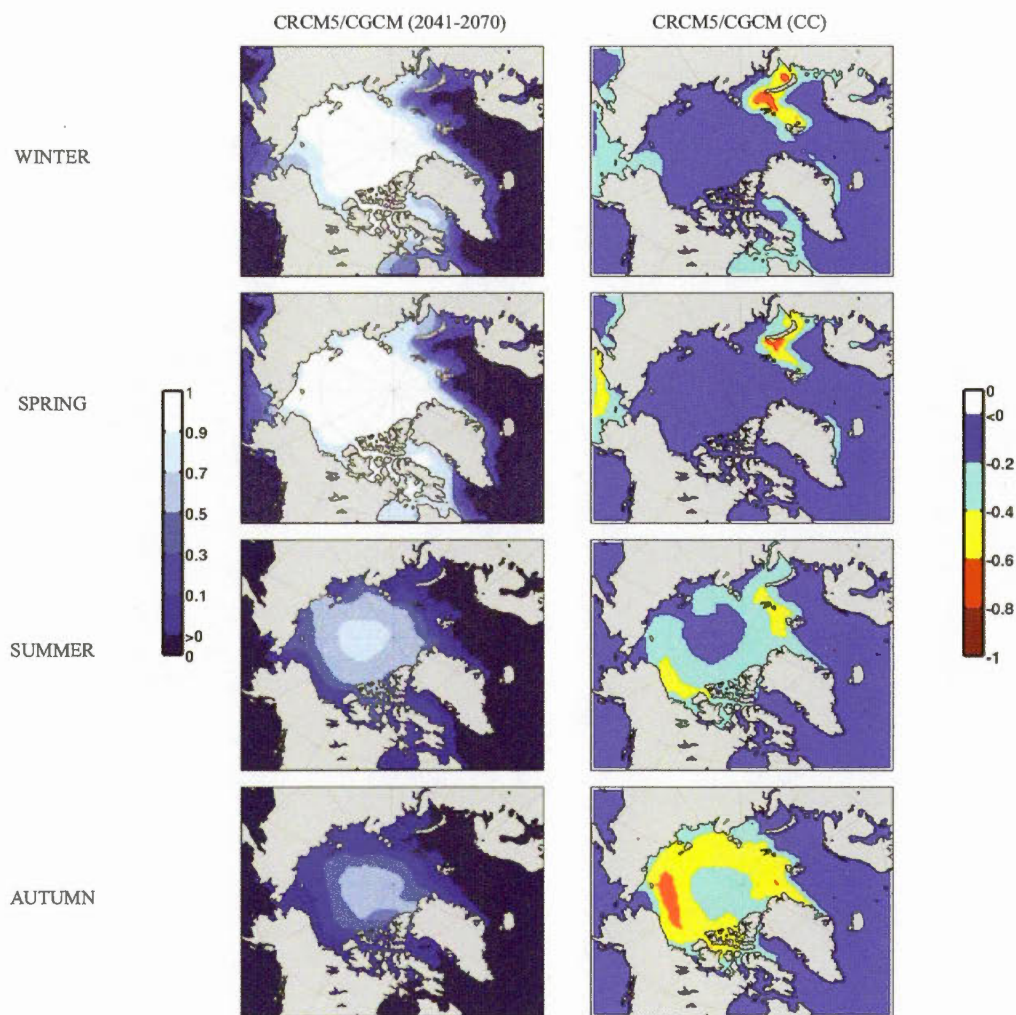 CRCM5/CGCM (2041-2070)
CRCM5/CGCM (CC)
WINTER
SPRING
SUMMER
AUTUMN
1
0.9
0.7
0.5
0.3
0.1
>0
0
0
<0
-0.2
-0.4
-0.6
-0.8
-1